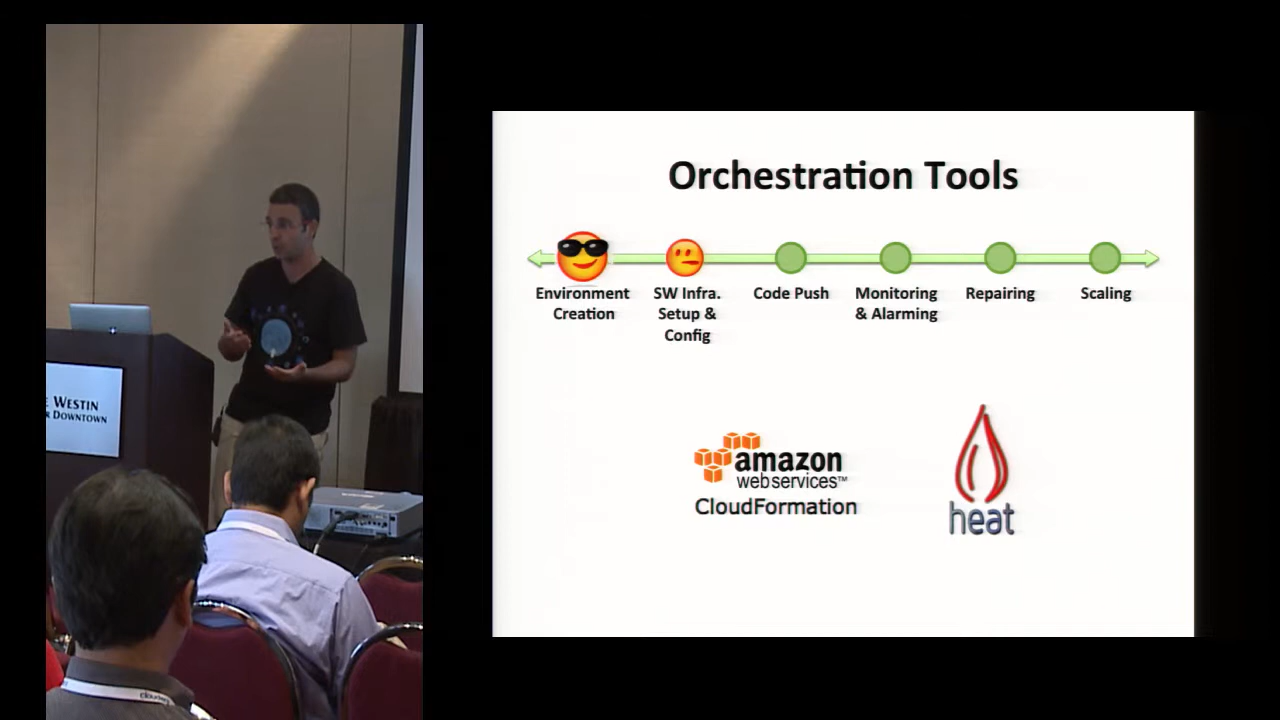 Orchestration Tools
Environment
Creation
SW Infra.
Setup &
Config
Code Push
Monitoring
& Alarming
Repairing
Scaling
amazon
webservices™
CloudFormation
heat
E WESTIN
DOWNTOWN